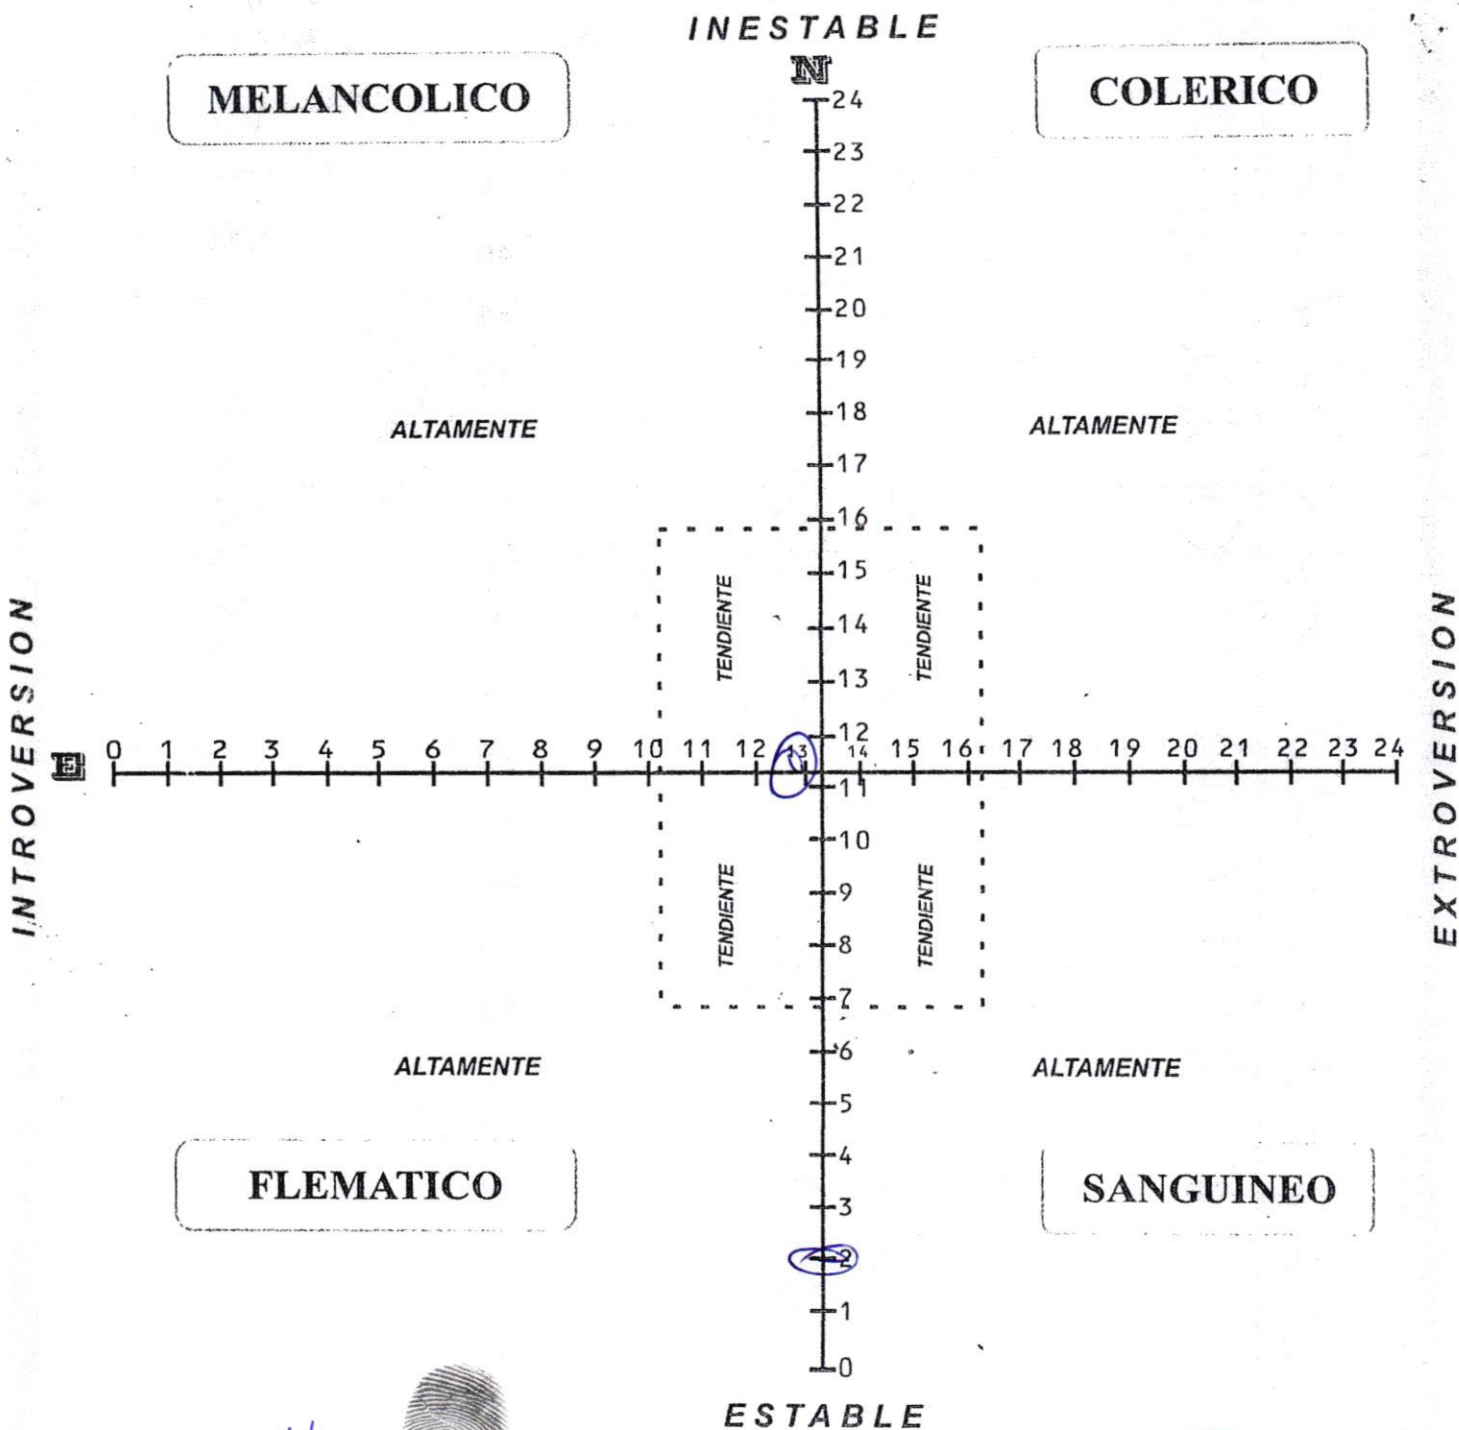 INESTABLE
N
MELANCOLICO
COLERICO
24
23
22
21
20
19
18
ALTAMENTE
ALTAMENTE
17
16
15
TENDIENTE
TENDIENTE
14
13
12
INTROVERSION
E
0 1 2 3 4 5 6 7 8 9 10 11 12 13 14 15 16 17 18 19 20 21 22 23 24
EXTROVERSION
11
10
9
TENDIENTE
TENDIENTE
8
7
6
ALTAMENTE
ALTAMENTE
5
4
FLEMATICO
SANGUINEO
3
2
1
0
ESTABLE